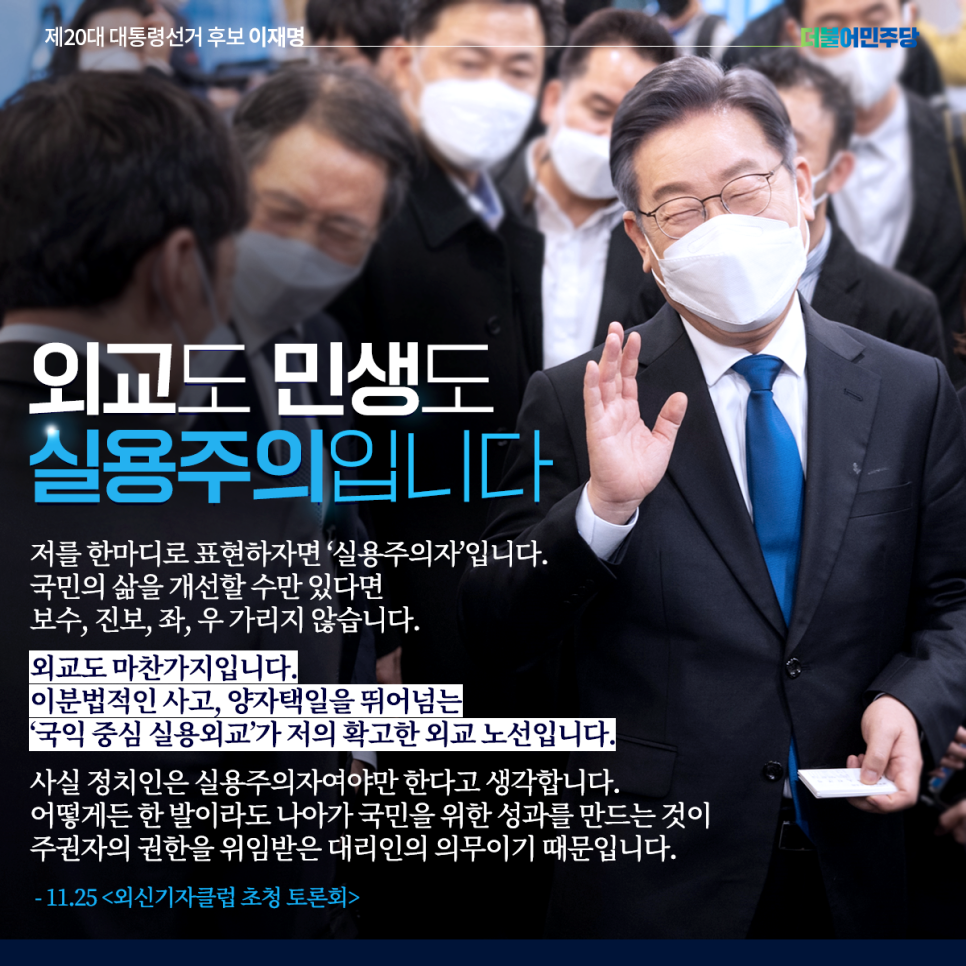 제20대 대통령선거 후보 이재명
더불어민주당
외교도 민생도
실용주의입니다
저를 한마디로 표현하자면 ‘실용주의자’입니다.
국민의 삶을 개선할 수만 있다면
보수, 진보, 좌, 우 가리지 않습니다.
외교도 마찬가지입니다.
이분법적인 사고, 양자택일을 뛰어넘는
‘국익 중심 실용외교’가 저의 확고한 외교 노선입니다.
사실 정치인은 실용주의자여야만 한다고 생각합니다.
어떻게든 한 발이라도 나아가 국민을 위한 성과를 만드는 것이
주권자의 권한을 위임받은 대리인의 의무이기 때문입니다.
- 11.25 <외신기자클럽 초청 토론회>